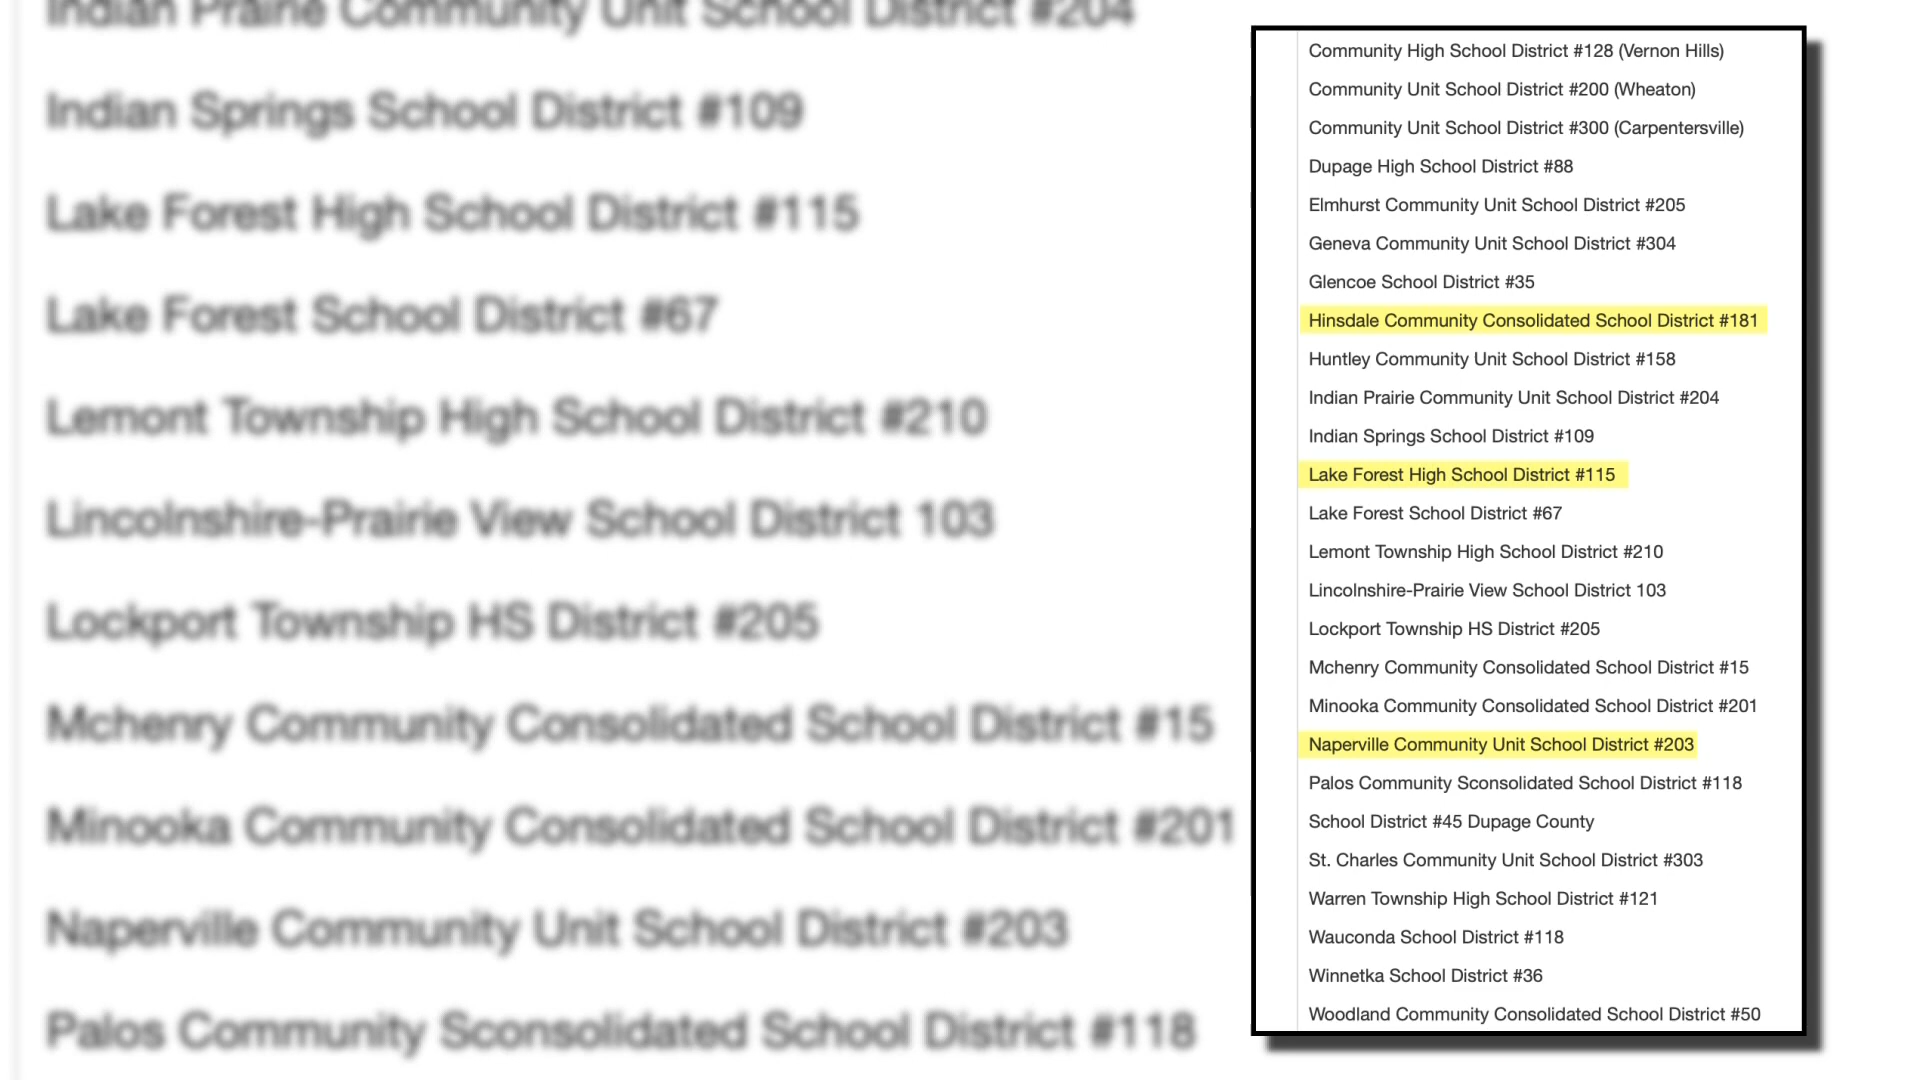 Indian Prairie Community Unit School District #204
Indian Springs School District #109
Lake Forest High School District #115
Lake Forest School District #67
Lemont Township High School District #210
Lincolnshire-Prairie View School District 103
Lockport Township HS District #205
Mchenry Community Consolidated School District #15
Minooka Community Consolidated School District #201
Naperville Community Unit School District #203
Palos Community Sconsolidated School District #118
Community High School District #128 (Vernon Hills)
Community Unit School District #200 (Wheaton)
Community Unit School District #300 (Carpentersville)
Dupage High School District #88
Elmhurst Community Unit School District #205
Geneva Community Unit School District #304
Glencoe School District #35
Hinsdale Community Consolidated School District #181
Huntley Community Unit School District #158
Indian Prairie Community Unit School District #204
Indian Springs School District #109
Lake Forest High School District #115
Lake Forest School District #67
Lemont Township High School District #210
Lincolnshire-Prairie View School District 103
Lockport Township HS District #205
Mchenry Community Consolidated School District #15
Minooka Community Consolidated School District #201
Naperville Community Unit School District #203
Palos Community Sconsolidated School District #118
School District #45 Dupage County
St. Charles Community Unit School District #303
Warren Township High School District #121
Wauconda School District #118
Winnetka School District #36
Woodland Community Consolidated School District #50